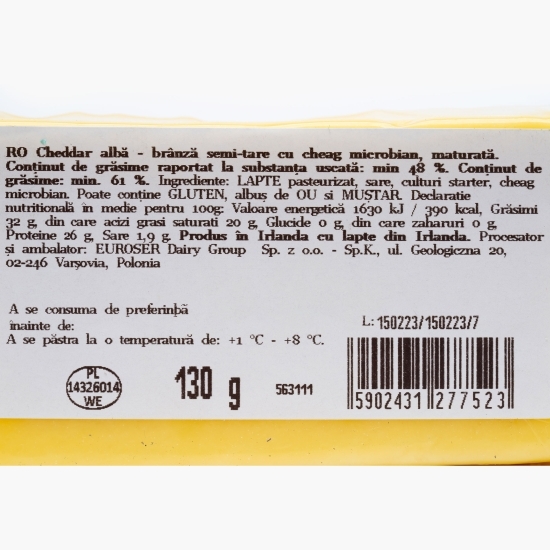 RO Cheddar albă - brânză semi-tare cu cheag microbian, maturată.
Conținut de grăsime raportat la substanța uscată: min 48 %. Conținut de
grăsime: min. 61 %. Ingrediente: LAPTE pasteurizat, sare, culturi starter, cheag
microbian. Poate conține GLUTEN, albuș de OU si MUȘTAR. Declaratie
nutritională în medie pentru 100g: Valoare energetică 1630 kJ / 390 kcal, Grăsimi
32 g, din care acizi grasi saturati 20 g, Glucide 0 g, din care zaharuri 0 g,
Proteine 26 g, Sare 1,9 g. Produs în Irlanda cu lapte din Irlanda. Procesator
și ambalator: EUROSER Dairy Group Sp. z o.o. - Sp.K., ul. Geologiczna 20,
02-246 Varșovia, Polonia
A se consuma de preferință
înainte de:
A se păstra la o temperatură de: +1 °C - +8 °C.
L: 150223/150223/7
PL
14326014
WE
130 g
563111
5902431 277523